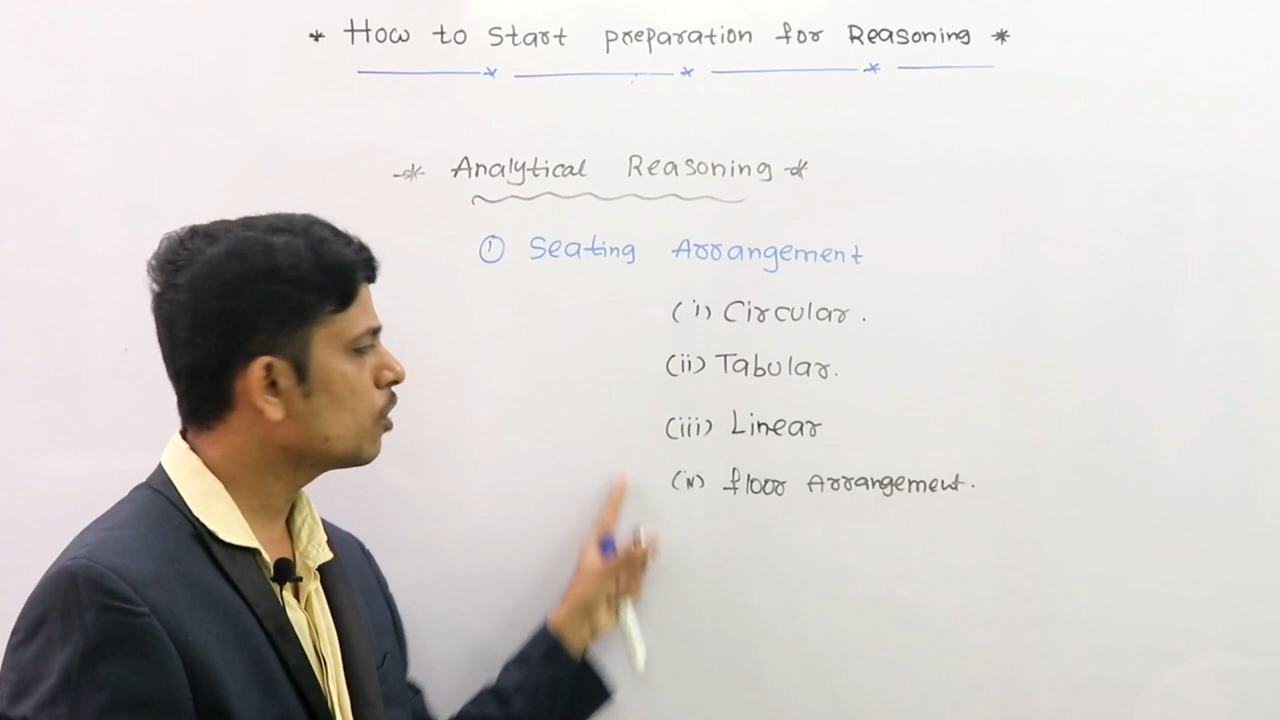 * How to Start preparation for Reasoning *
* Analytical Reasoning *
① Seating Arrangement
(i) Circular.
(ii) Tabular.
(iii) Linear
(iv) floor Arrangement.